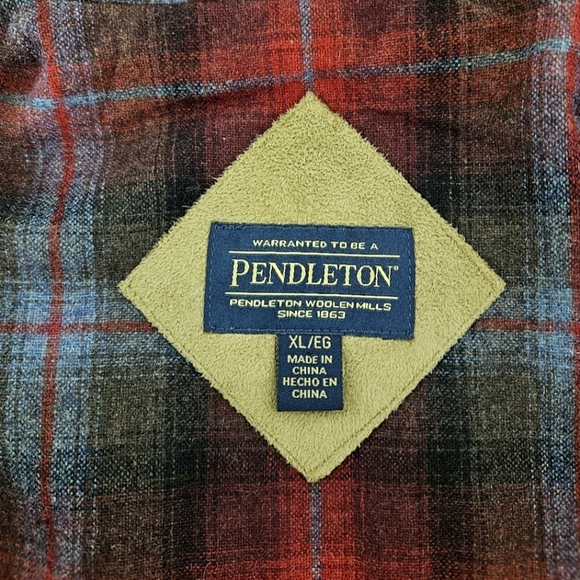 WARRANTED TO BE A
PENDLETON®
PENDLETON WOOLEN MILLS
SINCE 1863
XL/EG
MADE IN
CHINA
HECHO EN
CHINA